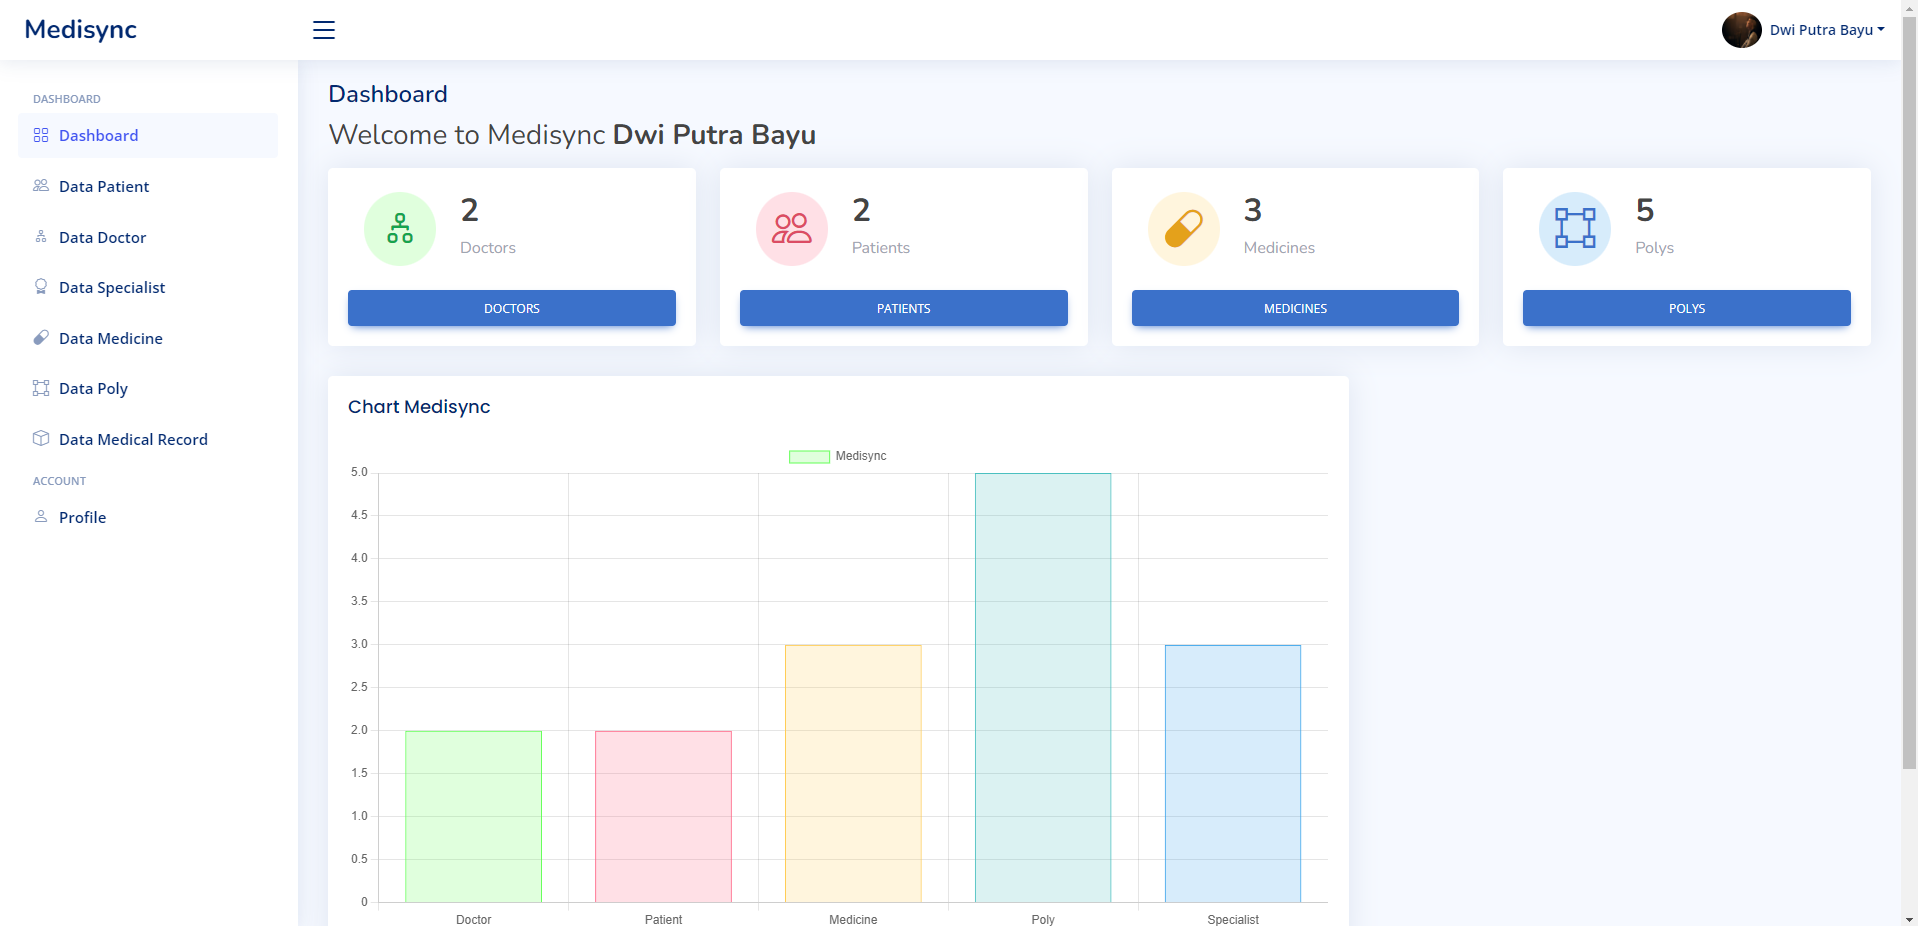 Medisync
Dwi Putra Bayu
DASHBOARD
Dashboard
Data Patient
Data Doctor
Data Specialist
Data Medicine
Data Poly
Data Medical Record
ACCOUNT
Profile
Dashboard
Welcome to Medisync Dwi Putra Bayu
2
Doctors
DOCTORS
2
Patients
PATIENTS
3
Medicines
MEDICINES
5
Polys
POLYS
Chart Medisync
Medisync
5.0
4.5
4.0
3.5
3.0
2.5
2.0
1.5
1.0
0.5
0
Doctor Patient Medicine Poly Specialist